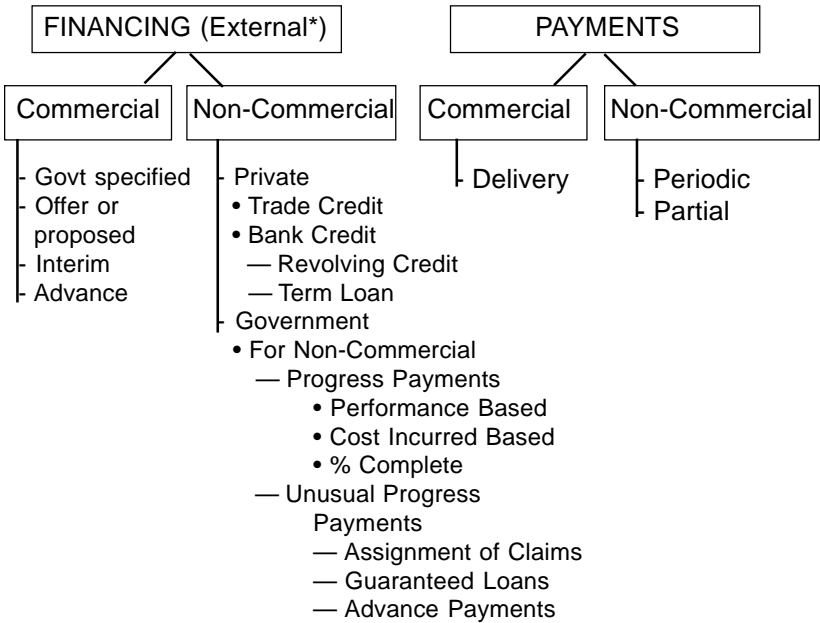 FINANCING (External*)
PAYMENTS
Commercial
Non-Commercial
Commercial
Non-Commercial
- Govt specified
- Offer or
proposed
- Interim
- Advance
- Private
• Trade Credit
• Bank Credit
— Revolving Credit
— Term Loan
- Government
• For Non-Commercial
— Progress Payments
• Performance Based
• Cost Incurred Based
• % Complete
— Unusual Progress
Payments
— Assignment of Claims
— Guaranteed Loans
— Advance Payments
- Delivery
- Periodic
- Partial